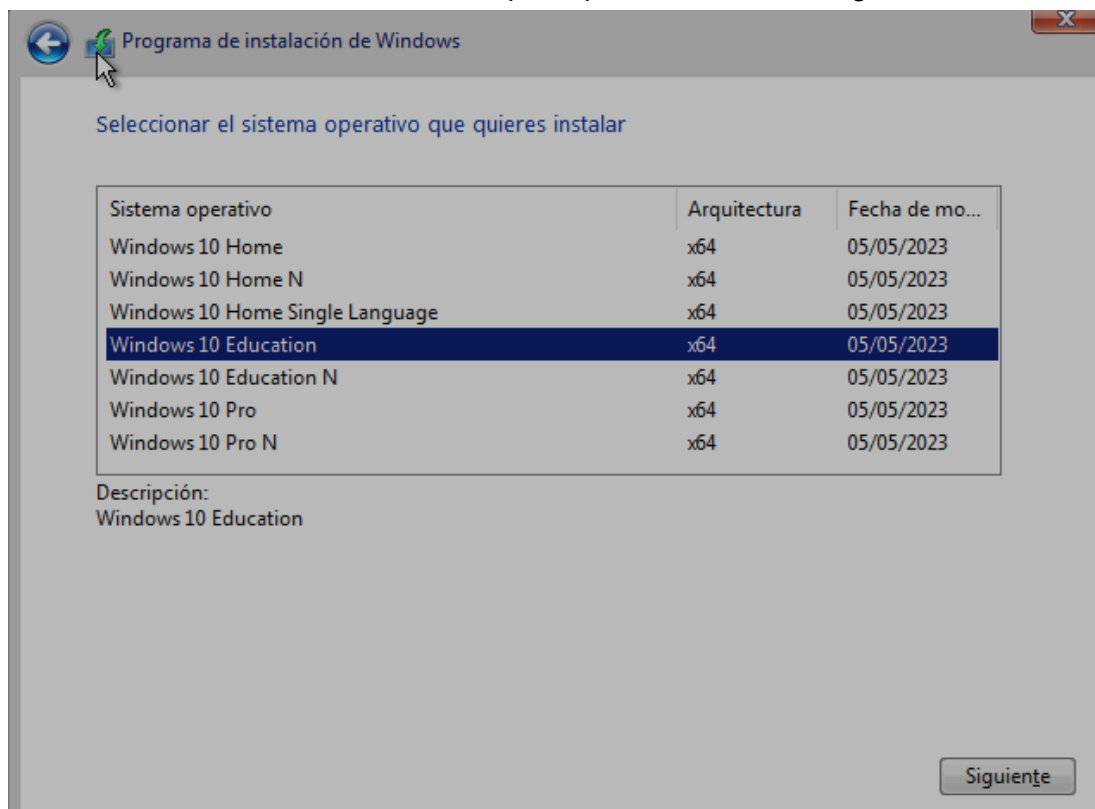 Programa de instalación de Windows
Seleccionar el sistema operativo que quieres instalar
Sistema operativo Arquitectura Fecha de mo...
Windows 10 Home x64 05/05/2023
Windows 10 Home N x64 05/05/2023
Windows 10 Home Single Language x64 05/05/2023
Windows 10 Education x64 05/05/2023
Windows 10 Education N x64 05/05/2023
Windows 10 Pro x64 05/05/2023
Windows 10 Pro N x64 05/05/2023
Descripción:
Windows 10 Education
Siguiente